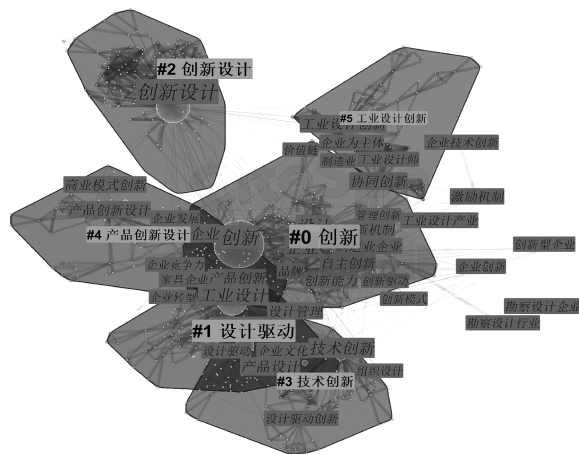 #2 创新设计
创新设计
#5 工业设计创新
工业设计创新
价值链
企业为主体
企业技术创新
制造业
工业设计师
协同创新
商业模式创新
激励机制
产品创新设计
企业发展
设计
管理创新
工业设计产业
#4 产品创新设计
企业
创新
#0 创新
创新型企业
企业竞争力
品牌
自主创新
企业创新
家具企业
产品创新
创新能力
创新驱动
企业转型
工业设计
创新模式
设计管理
勘察设计企业
勘察设计行业
#1 设计驱动
设计驱动
企业文化
技术创新
产品设计
组织设计
#3 技术创新
设计驱动创新